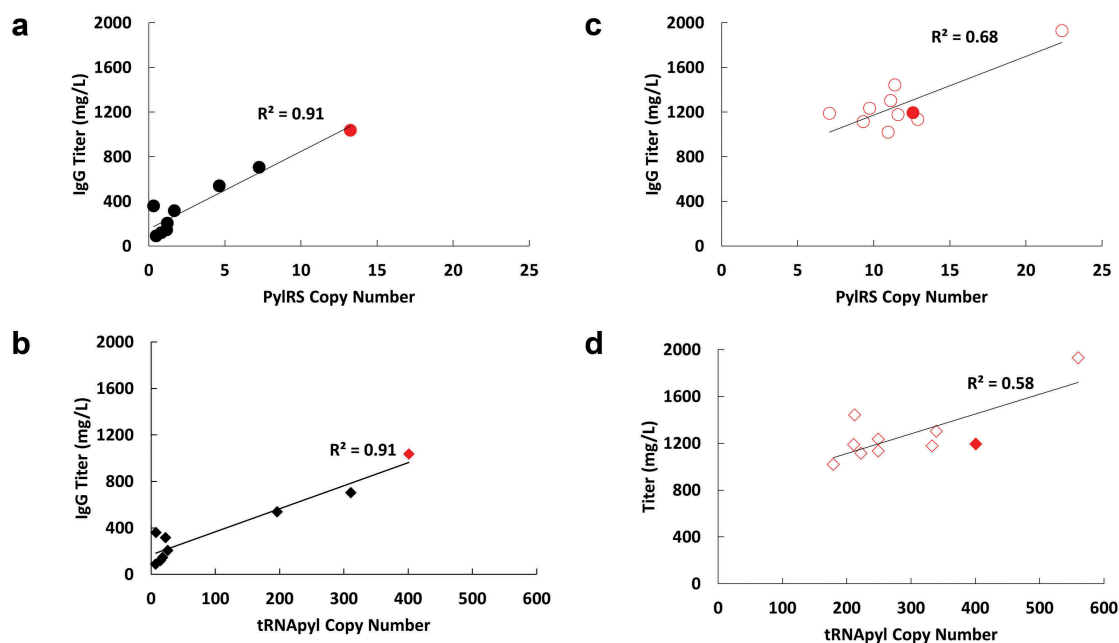 a
2000
1600
1200
800
400
0
IgG Titer (mg/L)
R² = 0.91
0 5 10 15 20 25
PylRS Copy Number
b
2000
1600
1200
800
400
0
IgG Titer (mg/L)
R² = 0.91
0 100 200 300 400 500 600
tRNApyl Copy Number
c
2000
1600
1200
800
400
0
IgG Titer (mg/L)
R² = 0.68
0 5 10 15 20 25
PylRS Copy Number
d
2000
1600
1200
800
400
0
Titer (mg/L)
R² = 0.58
0 100 200 300 400 500 600
tRNApyl Copy Number